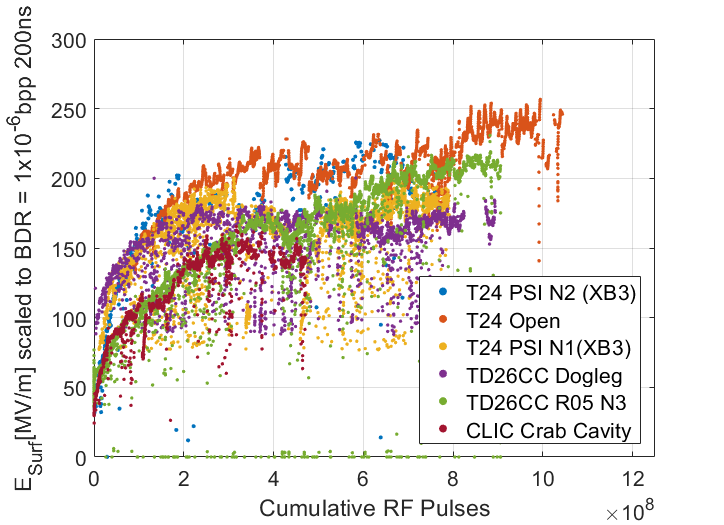 E_Surf[MV/m] scaled to BDR = 1x10^-6bpp 200ns
300
250
200
150
100
50
0
0 2 4 6 8 10 12
×10^8
Cumulative RF Pulses
T24 PSI N2 (XB3)
T24 Open
T24 PSI N1(XB3)
TD26CC Dogleg
TD26CC R05 N3
CLIC Crab Cavity